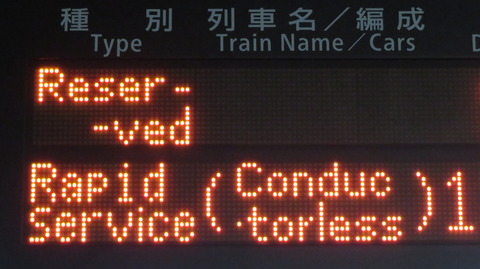 種別 列車名／編成
Type Train Name/Cars D
Reser-
-ved
Rapid (Conduc
Service ・torless) 1